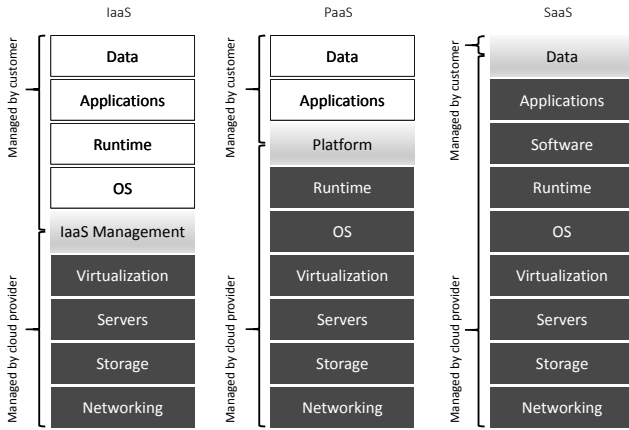 IaaS
Managed by customer
Data
Applications
Runtime
OS
IaaS Management
Managed by cloud provider
Virtualization
Servers
Storage
Networking
PaaS
Managed by customer
Data
Applications
Platform
Managed by cloud provider
Runtime
OS
Virtualization
Servers
Storage
Networking
SaaS
Managed by customer
Data
Managed by cloud provider
Applications
Software
Runtime
OS
Virtualization
Servers
Storage
Networking